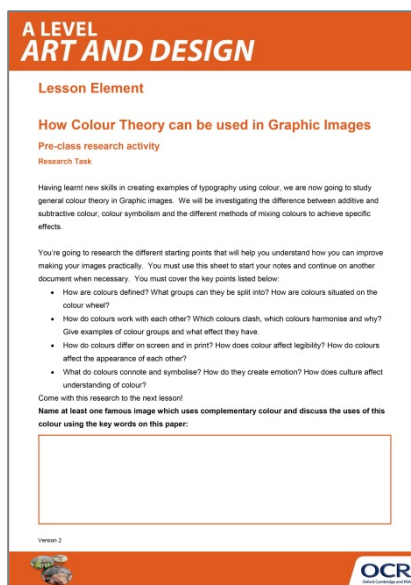 A LEVEL
ART AND DESIGN
Lesson Element
How Colour Theory can be used in Graphic Images
Pre-class research activity
Research Task
Having learnt new skills in creating examples of typography using colour, we are now going to study
general colour theory in Graphic images.  We will be investigating the difference between additive and
subtractive colour, colour symbolism and the different methods of mixing colours to achieve specific
effects.
You're going to research the different starting points that will help you understand how you can improve
making your images practically.  You must use this sheet to start your notes and continue on another
document when necessary.  You must cover the key points listed below:
• How are colours defined? What groups can they be split into? How are colours situated on the
colour wheel?
• How do colours work with each other? Which colours clash, which colours harmonise and why?
Give examples of colour groups and what effect they have.
• How do colours differ on screen and in print? How does colour affect legibility? How do colours
affect the appearance of each other?
• What do colours connote and symbolise? How do they create emotion? How does culture affect
understanding of colour?
Come with this research to the next lesson!
Name at least one famous image which uses complementary colour and discuss the uses of this
colour using the key words on this paper:
Version 2
OCR
Oxford Cambridge and RSA